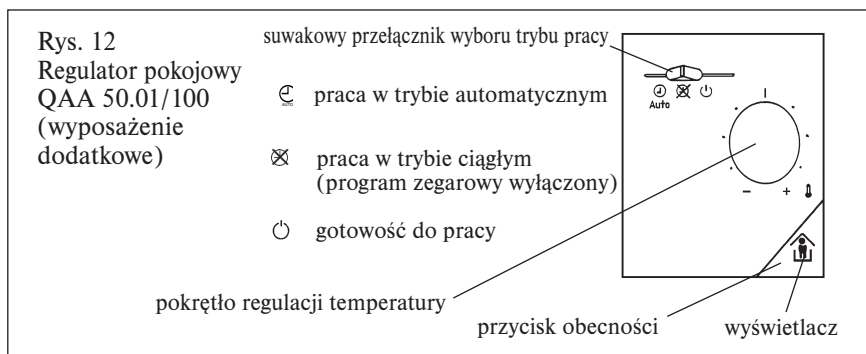 Rys. 12
Regulator pokojowy
QAA 50.01/100
(wyposażenie
dodatkowe)
suwakowy przełącznik wyboru trybu pracy
AUTO praca w trybie automatycznym
praca w trybie ciągłym
(program zegarowy wyłączony)
gotowość do pracy
Auto
– +
pokrętło regulacji temperatury
przycisk obecności
wyświetlacz